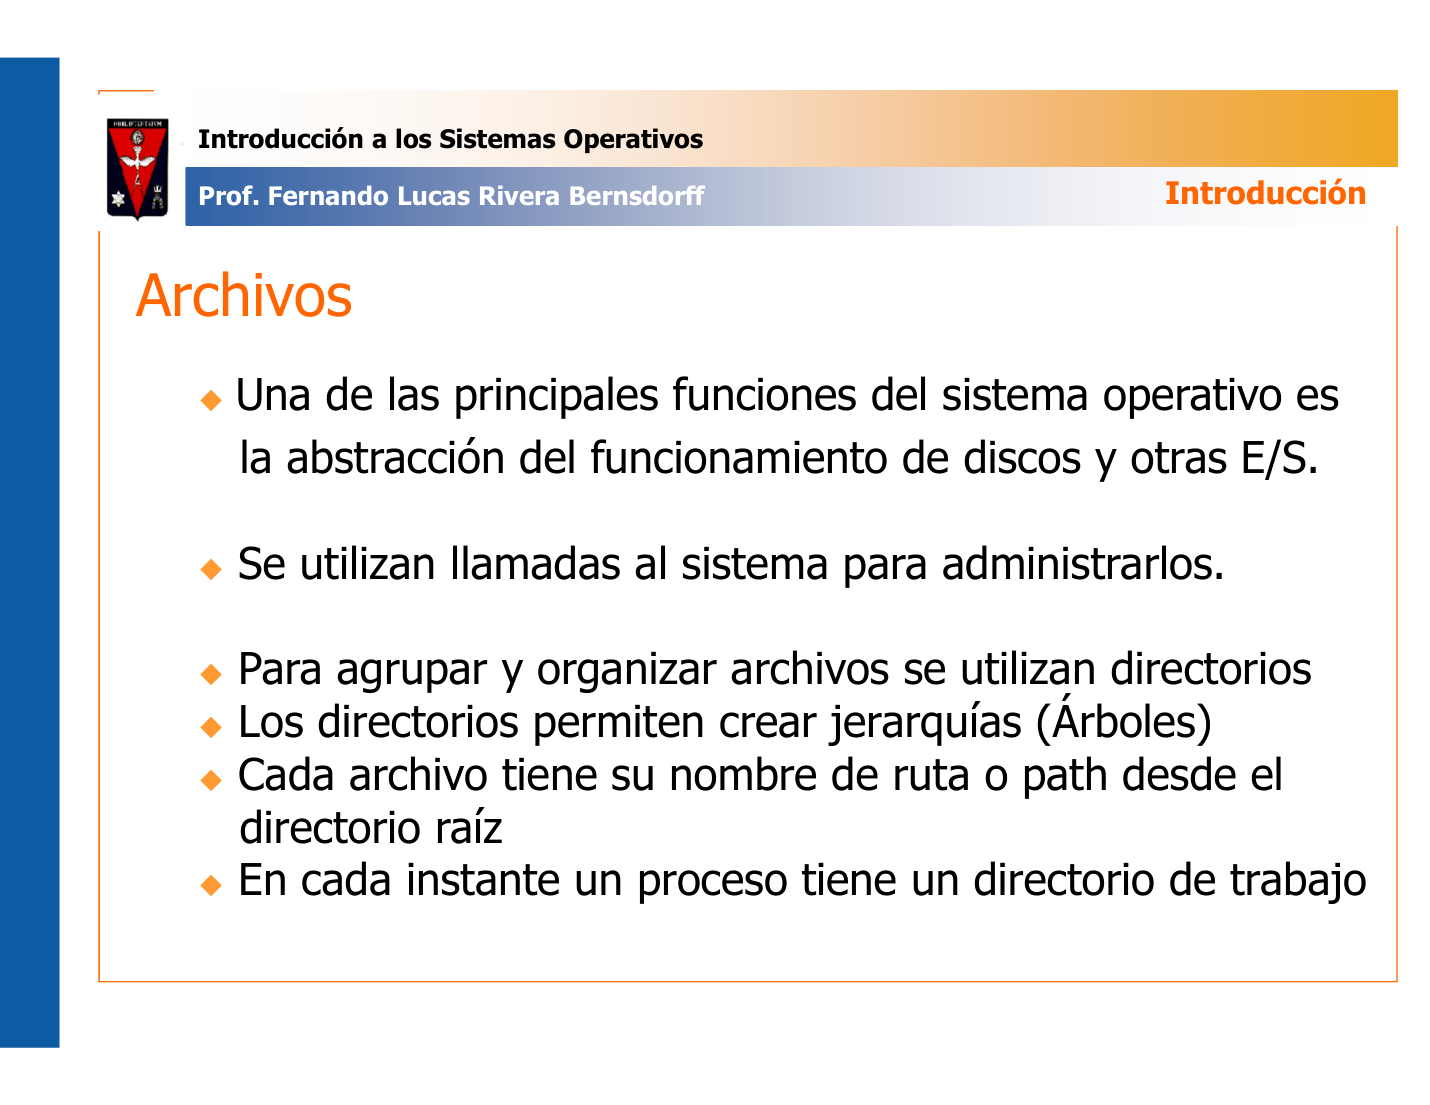 Introducción a los Sistemas Operativos
Prof. Fernando Lucas Rivera Bernsdorff
Introducción
Archivos
Una de las principales funciones del sistema operativo es
la abstracción del funcionamiento de discos y otras E/S.
Se utilizan llamadas al sistema para administrarlos.
Para agrupar y organizar archivos se utilizan directorios
Los directorios permiten crear jerarquías (Árboles)
Cada archivo tiene su nombre de ruta o path desde el
directorio raíz
En cada instante un proceso tiene un directorio de trabajo